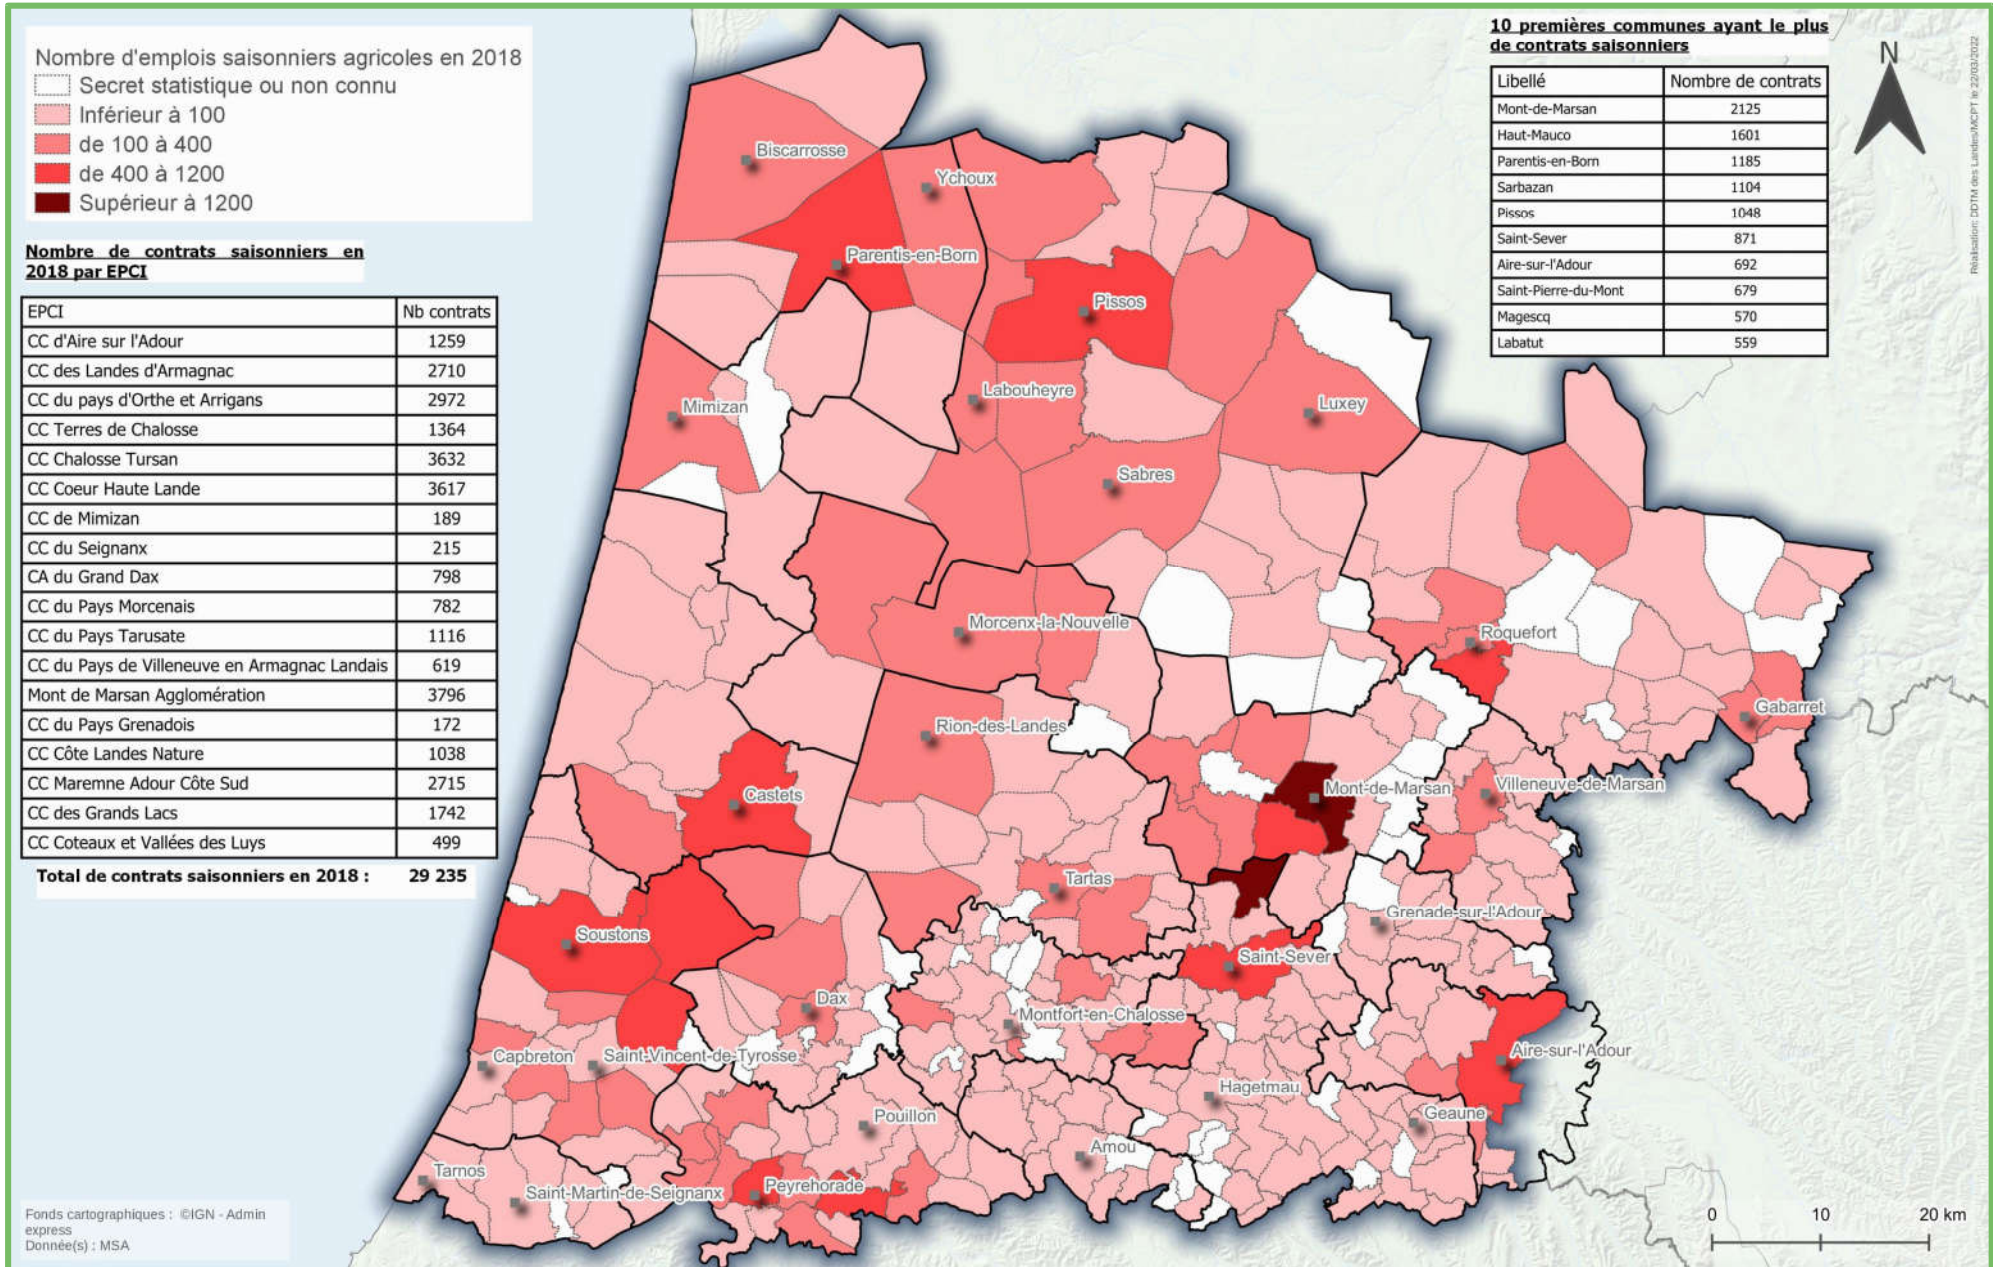 Nombre d'emplois saisonniers agricoles en 2018
Secret statistique ou non connu
Inférieur à 100
de 100 à 400
de 400 à 1200
Supérieur à 1200
Nombre de contrats saisonniers en
2018 par EPCI
EPCI Nb contrats
CC d'Aire sur l'Adour 1259
CC des Landes d'Armagnac 2710
CC du pays d'Orthe et Arrigans 2972
CC Terres de Chalosse 1364
CC Chalosse Tursan 3632
CC Coeur Haute Lande 3617
CC de Mimizan 189
CC du Seignanx 215
CA du Grand Dax 798
CC du Pays Morcenais 782
CC du Pays Tarusate 1116
CC du Pays de Villeneuve en Armagnac Landais 619
Mont de Marsan Agglomération 3796
CC du Pays Grenadois 172
CC Côte Landes Nature 1038
CC Maremne Adour Côte Sud 2715
CC des Grands Lacs 1742
CC Coteaux et Vallées des Luys 499
Total de contrats saisonniers en 2018 : 29 235
10 premières communes ayant le plus
de contrats saisonniers
Libellé Nombre de contrats
Mont-de-Marsan 2125
Haut-Mauco 1601
Parentis-en-Born 1185
Sarbazan 1104
Pissos 1048
Saint-Sever 871
Aire-sur-l'Adour 692
Saint-Pierre-du-Mont 679
Magescq 570
Labatut 559
N
Réalisation: DDTM des Landes/MCPT le 22/03/2022
Biscarrosse
Ychoux
Parentis-en-Born
Pissos
Labouheyre
Luxey
Mimizan
Sabres
Morcenx-la-Nouvelle
Roquefort
Gabarret
Rion-des-Landes
Castets
Mont-de-Marsan
Villeneuve-de-Marsan
Tartas
Grenade-sur-l'Adour
Soustons
Saint-Sever
Dax
Montfort-en-Chalosse
Capbreton
Saint-Vincent-de-Tyrosse
Aire-sur-l'Adour
Hagetmau
Pouillon
Geaune
Amou
Tarnos
Peyrehorade
Saint-Martin-de-Seignanx
Fonds cartographiques : ©IGN - Admin
express
Donnée(s) : MSA
0 10 20 km